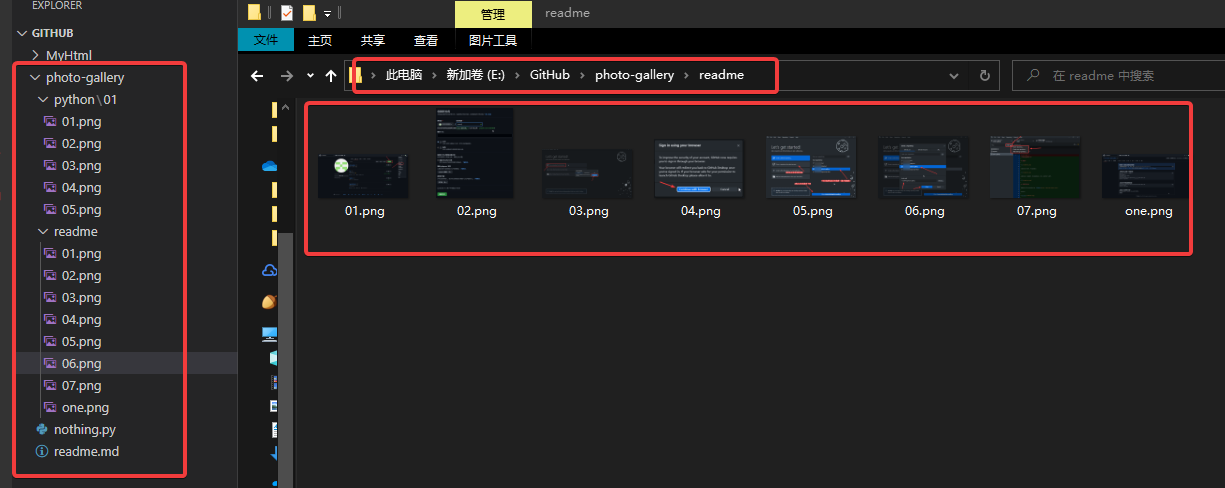 EXPLORER
GITHUB
MyHtml
photo-gallery
python\01
01.png
02.png
03.png
04.png
05.png
readme
01.png
02.png
03.png
04.png
05.png
06.png
07.png
one.png
nothing.py
readme.md
管理
readme
文件
主页
共享
查看
图片工具
此电脑
新加卷 (E:)
GitHub
photo-gallery
readme
在 readme 中搜索
01.png
02.png
03.png
04.png
05.png
06.png
07.png
one.png